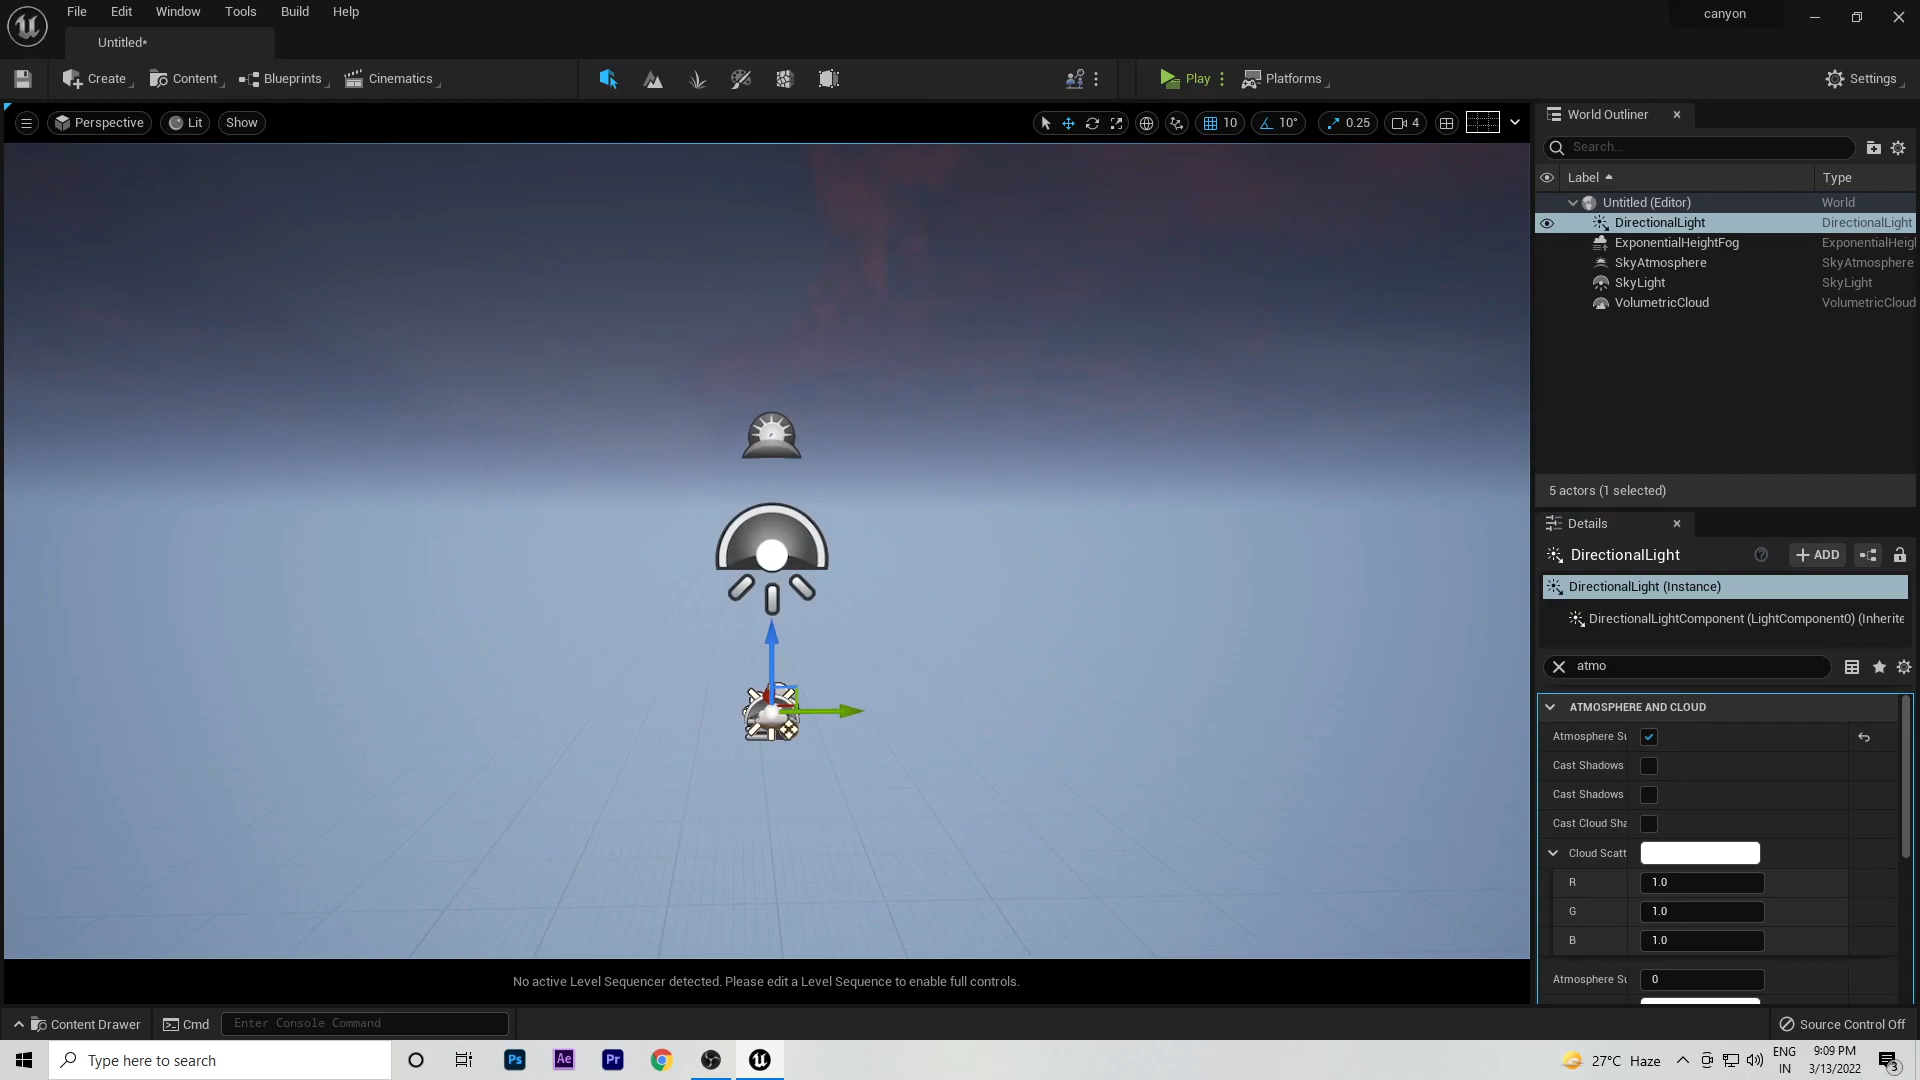 File Edit Window Tools Build Help
canyon
Untitled*
Create Content Blueprints Cinematics Play Platforms Settings
Perspective Lit Show 10 10° 0.25 4
World Outliner
Search...
Label Type
Untitled (Editor) World
DirectionalLight DirectionalLight
ExponentialHeightFog ExponentialHeigl
SkyAtmosphere SkyAtmosphere
SkyLight SkyLight
VolumetricCloud VolumetricCloud
5 actors (1 selected)
Details
DirectionalLight ADD
DirectionalLight (Instance)
DirectionalLightComponent (LightComponent0) (Inherite
atmo
ATMOSPHERE AND CLOUD
Atmosphere Su
Cast Shadows
Cast Shadows
Cast Cloud Sha
Cloud Scatt
R 1.0
G 1.0
B 1.0
Atmosphere Su 0
No active Level Sequencer detected. Please edit a Level Sequence to enable full controls.
Content Drawer Cmd Enter Console Command Source Control Off
Type here to search Ps Ae Pr 27°C Haze ENG IN 9:09 PM 3/13/2022 3